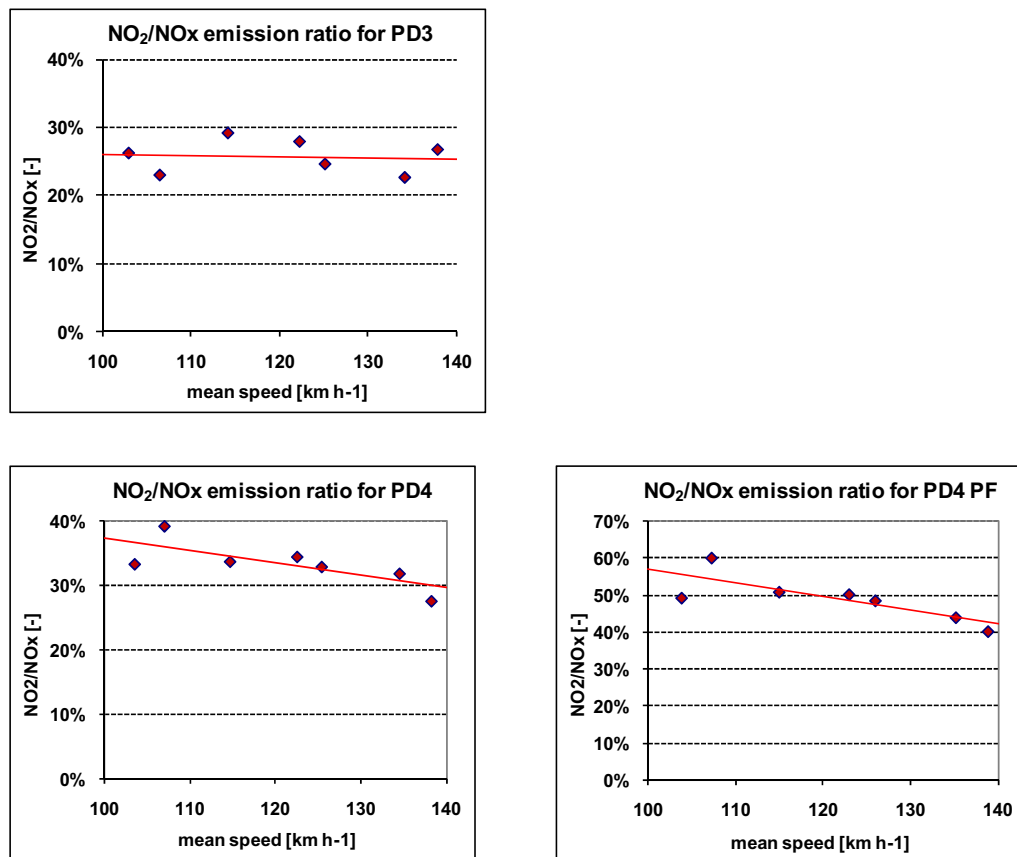 NO₂/NOx emission ratio for PD3
40%
30%
20%
10%
0%
NO2/NOx [-]
100 110 120 130 140
mean speed [km h-1]
NO₂/NOx emission ratio for PD4
40%
30%
20%
10%
0%
NO2/NOx [-]
100 110 120 130 140
mean speed [km h-1]
NO₂/NOx emission ratio for PD4 PF
70%
60%
50%
40%
30%
20%
10%
0%
NO2/NOx [-]
100 110 120 130 140
mean speed [km h-1]